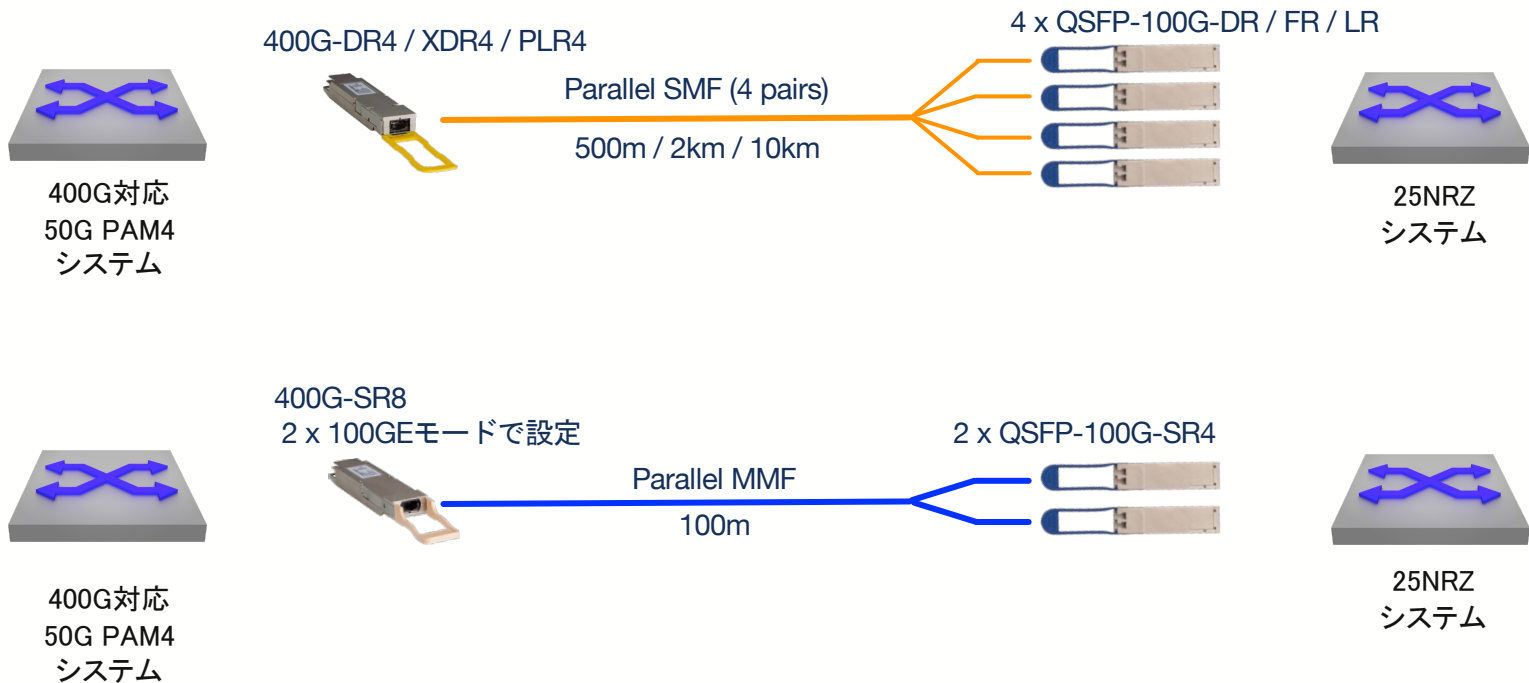 400G-DR4 / XDR4 / PLR4
4 x QSFP-100G-DR / FR / LR
Parallel SMF (4 pairs)
500m / 2km / 10km
400G対応
50G PAM4
システム
25NRZ
システム
400G-SR8
2 x 100GEモードで設定
2 x QSFP-100G-SR4
Parallel MMF
100m
400G対応
50G PAM4
システム
25NRZ
システム